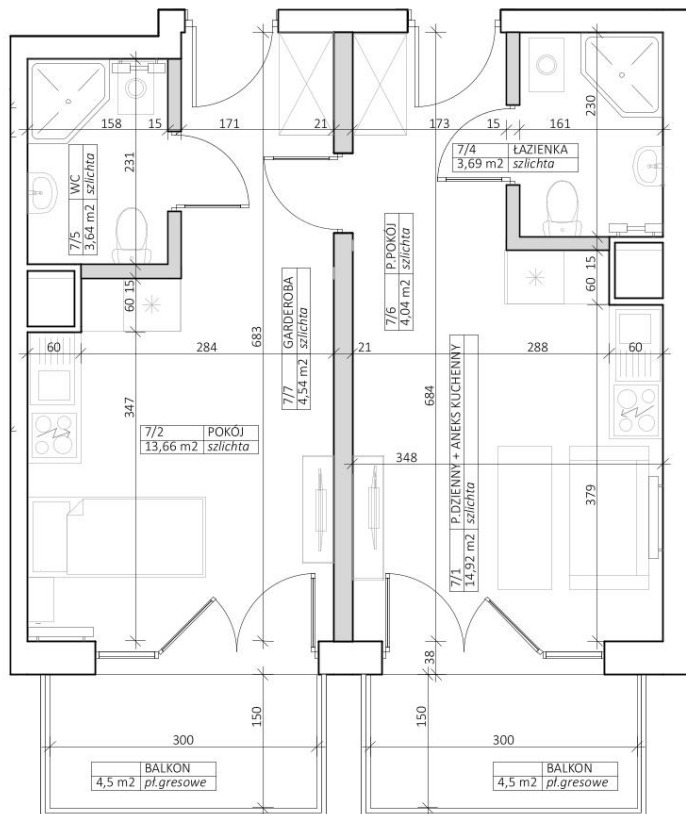 158
15
171
21
173
15
161
230
231
7/5 WC
3,64 m2 szlichta
7/4 ŁAZIENKA
3,69 m2 szlichta
7/6 P.POKÓJ
4,04 m2 szlichta
60 15
60 15
683
7/7 GARDEROBA
4,54 m2 szlichta
60
284
21
288
60
347
684
7/2 POKÓJ
13,66 m2 szlichta
348
7/1 P.DZIENNY + ANEKS KUCHENNY
14,92 m2 szlichta
379
38
150
150
300
300
BALKON
4,5 m2 pł.gresowe
BALKON
4,5 m2 pł.gresowe